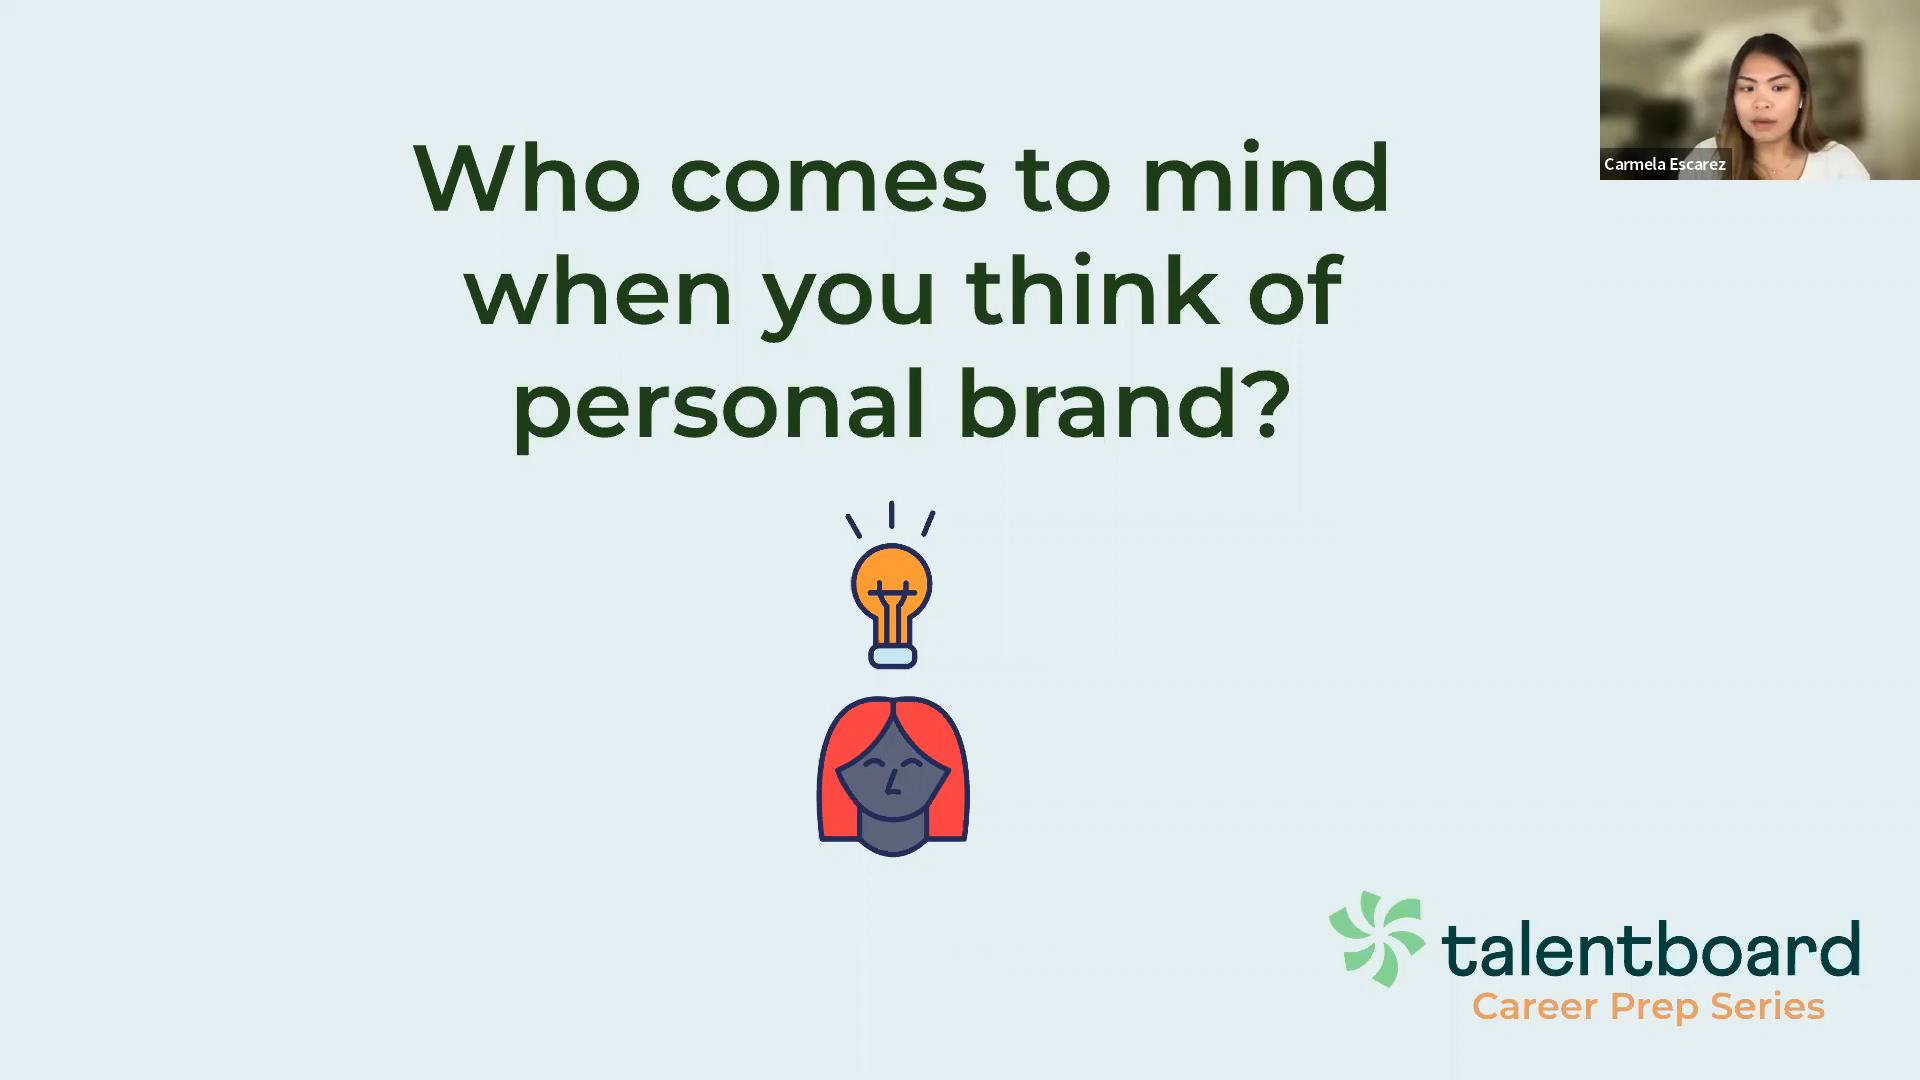 Who comes to mind
when you think of
personal brand?
Carmela Escarez
talentboard
Career Prep Series